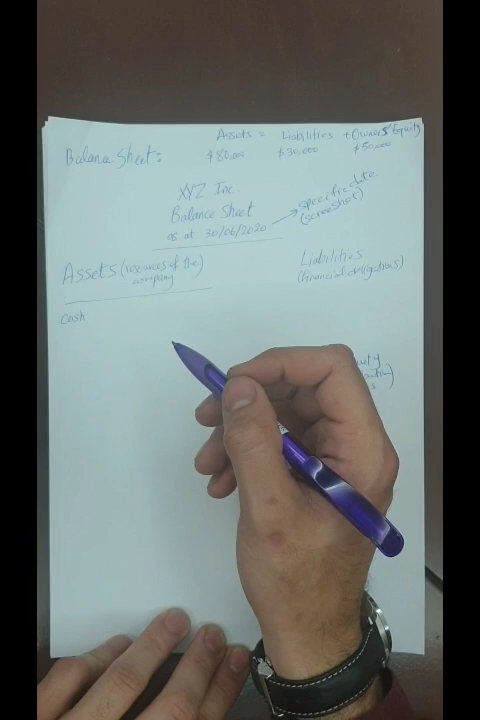 Assets = Liabilities + Owners' Equity
Balance Sheet:
$80,000 $30,000 $50,000
XYZ Inc.
Balance Sheet
as at 30/06/2020
specific date
(screenshot)
Assets (resources of the
company)
Liabilities
(financial obligations)
Cash